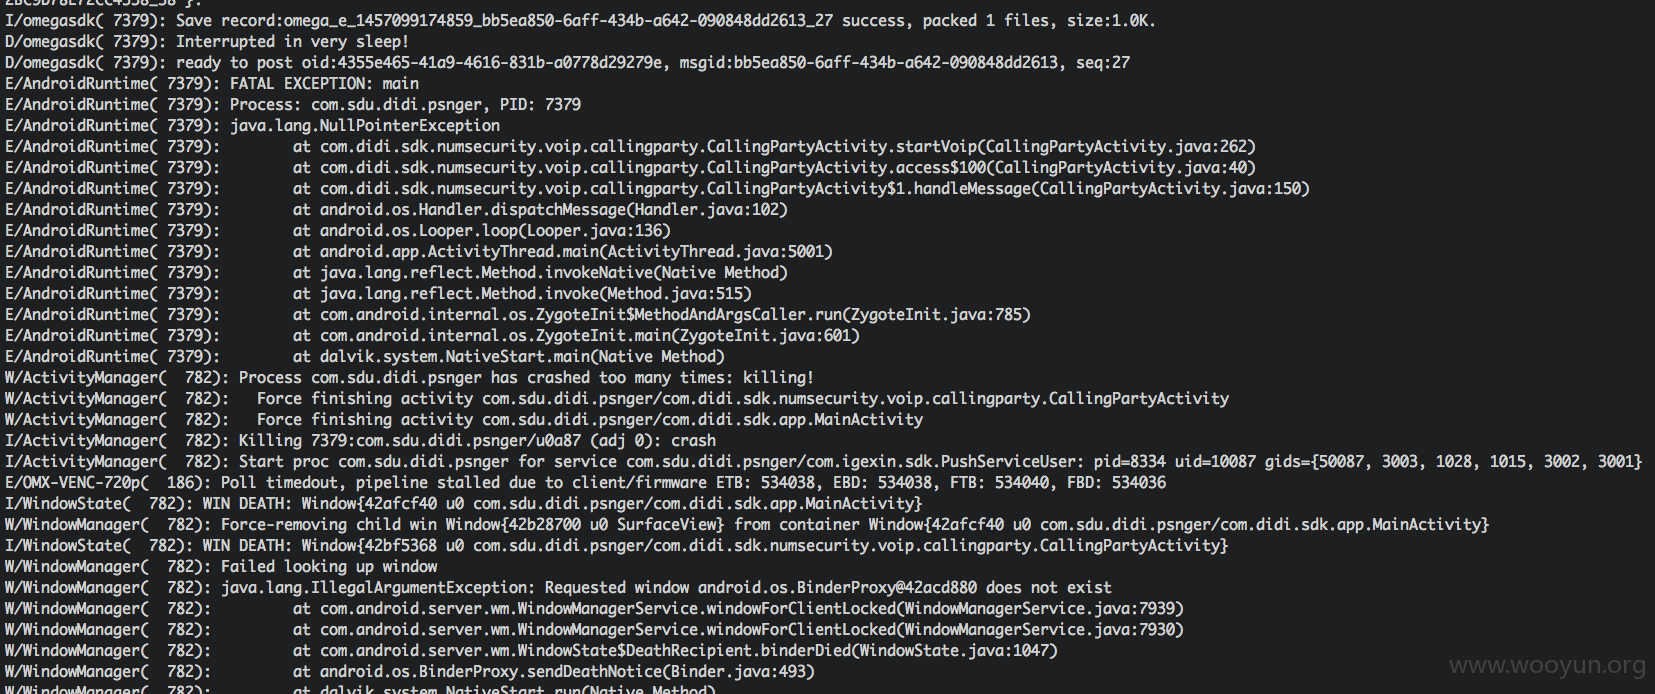 I/omegasdk( 7379): Save record:omega_e_1457099174859_bb5ea850-6aff-434b-a642-090848dd2613_27 success, packed 1 files, size:1.0K.
D/omegasdk( 7379): Interrupted in very sleep!
D/omegasdk( 7379): ready to post oid:4355e465-41a9-4616-831b-a0778d29279e, msgid:bb5ea850-6aff-434b-a642-090848dd2613, seq:27
E/AndroidRuntime( 7379): FATAL EXCEPTION: main
E/AndroidRuntime( 7379): Process: com.sdu.didi.psnger, PID: 7379
E/AndroidRuntime( 7379): java.lang.NullPointerException
E/AndroidRuntime( 7379):        at com.didi.sdk.numsecurity.voip.callingparty.CallingPartyActivity.startVoip(CallingPartyActivity.java:262)
E/AndroidRuntime( 7379):        at com.didi.sdk.numsecurity.voip.callingparty.CallingPartyActivity.access$100(CallingPartyActivity.java:40)
E/AndroidRuntime( 7379):        at com.didi.sdk.numsecurity.voip.callingparty.CallingPartyActivity$1.handleMessage(CallingPartyActivity.java:150)
E/AndroidRuntime( 7379):        at android.os.Handler.dispatchMessage(Handler.java:102)
E/AndroidRuntime( 7379):        at android.os.Looper.loop(Looper.java:136)
E/AndroidRuntime( 7379):        at android.app.ActivityThread.main(ActivityThread.java:5001)
E/AndroidRuntime( 7379):        at java.lang.reflect.Method.invokeNative(Native Method)
E/AndroidRuntime( 7379):        at java.lang.reflect.Method.invoke(Method.java:515)
E/AndroidRuntime( 7379):        at com.android.internal.os.ZygoteInit$MethodAndArgsCaller.run(ZygoteInit.java:785)
E/AndroidRuntime( 7379):        at com.android.internal.os.ZygoteInit.main(ZygoteInit.java:601)
E/AndroidRuntime( 7379):        at dalvik.system.NativeStart.main(Native Method)
W/ActivityManager(  782): Process com.sdu.didi.psnger has crashed too many times: killing!
W/ActivityManager(  782):   Force finishing activity com.sdu.didi.psnger/com.didi.sdk.numsecurity.voip.callingparty.CallingPartyActivity
W/ActivityManager(  782):   Force finishing activity com.sdu.didi.psnger/com.didi.sdk.app.MainActivity
I/ActivityManager(  782): Killing 7379:com.sdu.didi.psnger/u0a87 (adj 0): crash
I/ActivityManager(  782): Start proc com.sdu.didi.psnger for service com.sdu.didi.psnger/com.igexin.sdk.PushServiceUser: pid=8334 uid=10087 gids={50087, 3003, 1028, 1015, 3002, 3001}
E/OMX-VENC-720p(  186): Poll timeout, pipeline stalled due to client/firmware ETB: 534038, EBD: 534038, FTB: 534040, FBD: 534036
I/WindowState(  782): WIN DEATH: Window{42afcf40 u0 com.sdu.didi.psnger/com.didi.sdk.app.MainActivity}
W/WindowManager(  782): Force-removing child win Window{42b28700 u0 SurfaceView} from container Window{42afcf40 u0 com.sdu.didi.psnger/com.didi.sdk.app.MainActivity}
I/WindowState(  782): WIN DEATH: Window{42bf5368 u0 com.sdu.didi.psnger/com.didi.sdk.numsecurity.voip.callingparty.CallingPartyActivity}
W/WindowManager(  782): Failed looking up window
W/WindowManager(  782): java.lang.IllegalArgumentException: Requested window android.os.BinderProxy@42acd880 does not exist
W/WindowManager(  782):         at com.android.server.wm.WindowManagerService.windowForClientLocked(WindowManagerService.java:7939)
W/WindowManager(  782):         at com.android.server.wm.WindowManagerService.windowForClientLocked(WindowManagerService.java:7930)
W/WindowManager(  782):         at com.android.server.wm.WindowState$DeathRecipient.binderDied(WindowState.java:1047)
W/WindowManager(  782):         at android.os.BinderProxy.sendDeathNotice(Binder.java:493)
W/WindowManager(  782):         at dalvik.system.NativeStart.run(Native Method)
www.wooyun.org